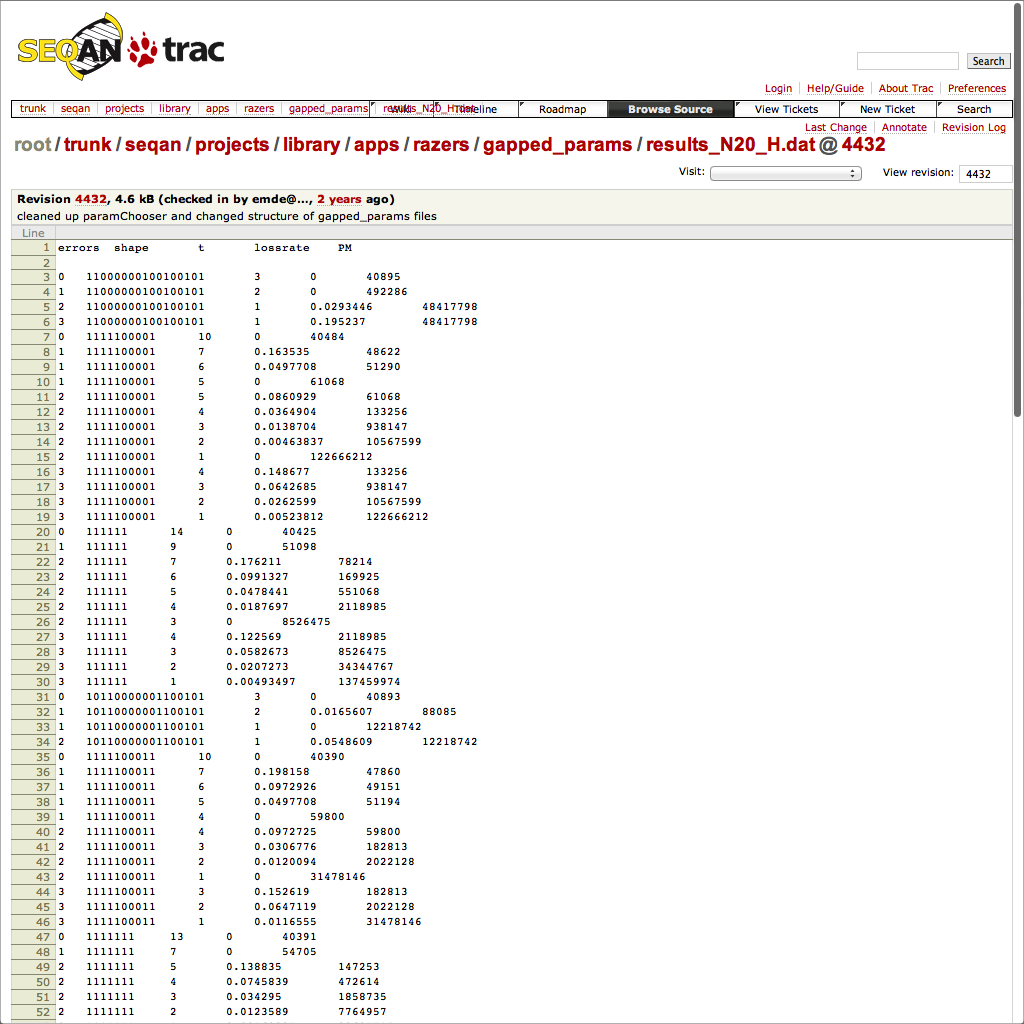 SEQAN trac
Search
Login Help/Guide About Trac Preferences
trunk seqan projects library apps razers gapped_params results_N20_H.dat Wiki Timeline Roadmap Browse Source View Tickets New Ticket Search
Last Change Annotate Revision Log
root/trunk/seqan/projects/library/apps/razers/gapped_params/results_N20_H.dat @ 4432
Visit: View revision: 4432
Revision 4432, 4.6 kB (checked in by emde@…, 2 years ago)
cleaned up paramChooser and changed structure of gapped_params files
Line
1 errors shape t lossrate PM
2
3 0 11000000100100101 3 0 40895
4 1 11000000100100101 2 0 492286
5 2 11000000100100101 1 0.0293446 48417798
6 3 11000000100100101 1 0.195237 48417798
7 0 1111100001 10 0 40484
8 1 1111100001 7 0.163535 48622
9 1 1111100001 6 0.0497708 51290
10 1 1111100001 5 0 61068
11 2 1111100001 5 0.0860929 61068
12 2 1111100001 4 0.0364904 133256
13 2 1111100001 3 0.0138704 938147
14 2 1111100001 2 0.00463837 10567599
15 2 1111100001 1 0 122666212
16 3 1111100001 4 0.148677 133256
17 3 1111100001 3 0.0642685 938147
18 3 1111100001 2 0.0262599 10567599
19 3 1111100001 1 0.00523812 122666212
20 0 111111 14 0 40425
21 1 111111 9 0 51098
22 2 111111 7 0.176211 78214
23 2 111111 6 0.0991327 169925
24 2 111111 5 0.0478441 551068
25 2 111111 4 0.0187697 2118985
26 2 111111 3 0 8526475
27 3 111111 4 0.122569 2118985
28 3 111111 3 0.0582673 8526475
29 3 111111 2 0.0207273 34344767
30 3 111111 1 0.00493497 137459974
31 0 10110000001100101 3 0 40893
32 1 10110000001100101 2 0.0165607 88085
33 1 10110000001100101 1 0 12218742
34 2 10110000001100101 1 0.0548609 12218742
35 0 1111100011 10 0 40390
36 1 1111100011 7 0.198158 47860
37 1 1111100011 6 0.0972926 49151
38 1 1111100011 5 0.0497708 51194
39 1 1111100011 4 0 59800
40 2 1111100011 4 0.0972725 59800
41 2 1111100011 3 0.0306776 182813
42 2 1111100011 2 0.0120094 2022128
43 2 1111100011 1 0 31478146
44 3 1111100011 3 0.152619 182813
45 3 1111100011 2 0.0647119 2022128
46 3 1111100011 1 0.0116555 31478146
47 0 1111111 13 0 40391
48 1 1111111 7 0 54705
49 2 1111111 5 0.138835 147253
50 2 1111111 4 0.0745839 472614
51 2 1111111 3 0.034295 1858735
52 2 1111111 2 0.0123589 7764957